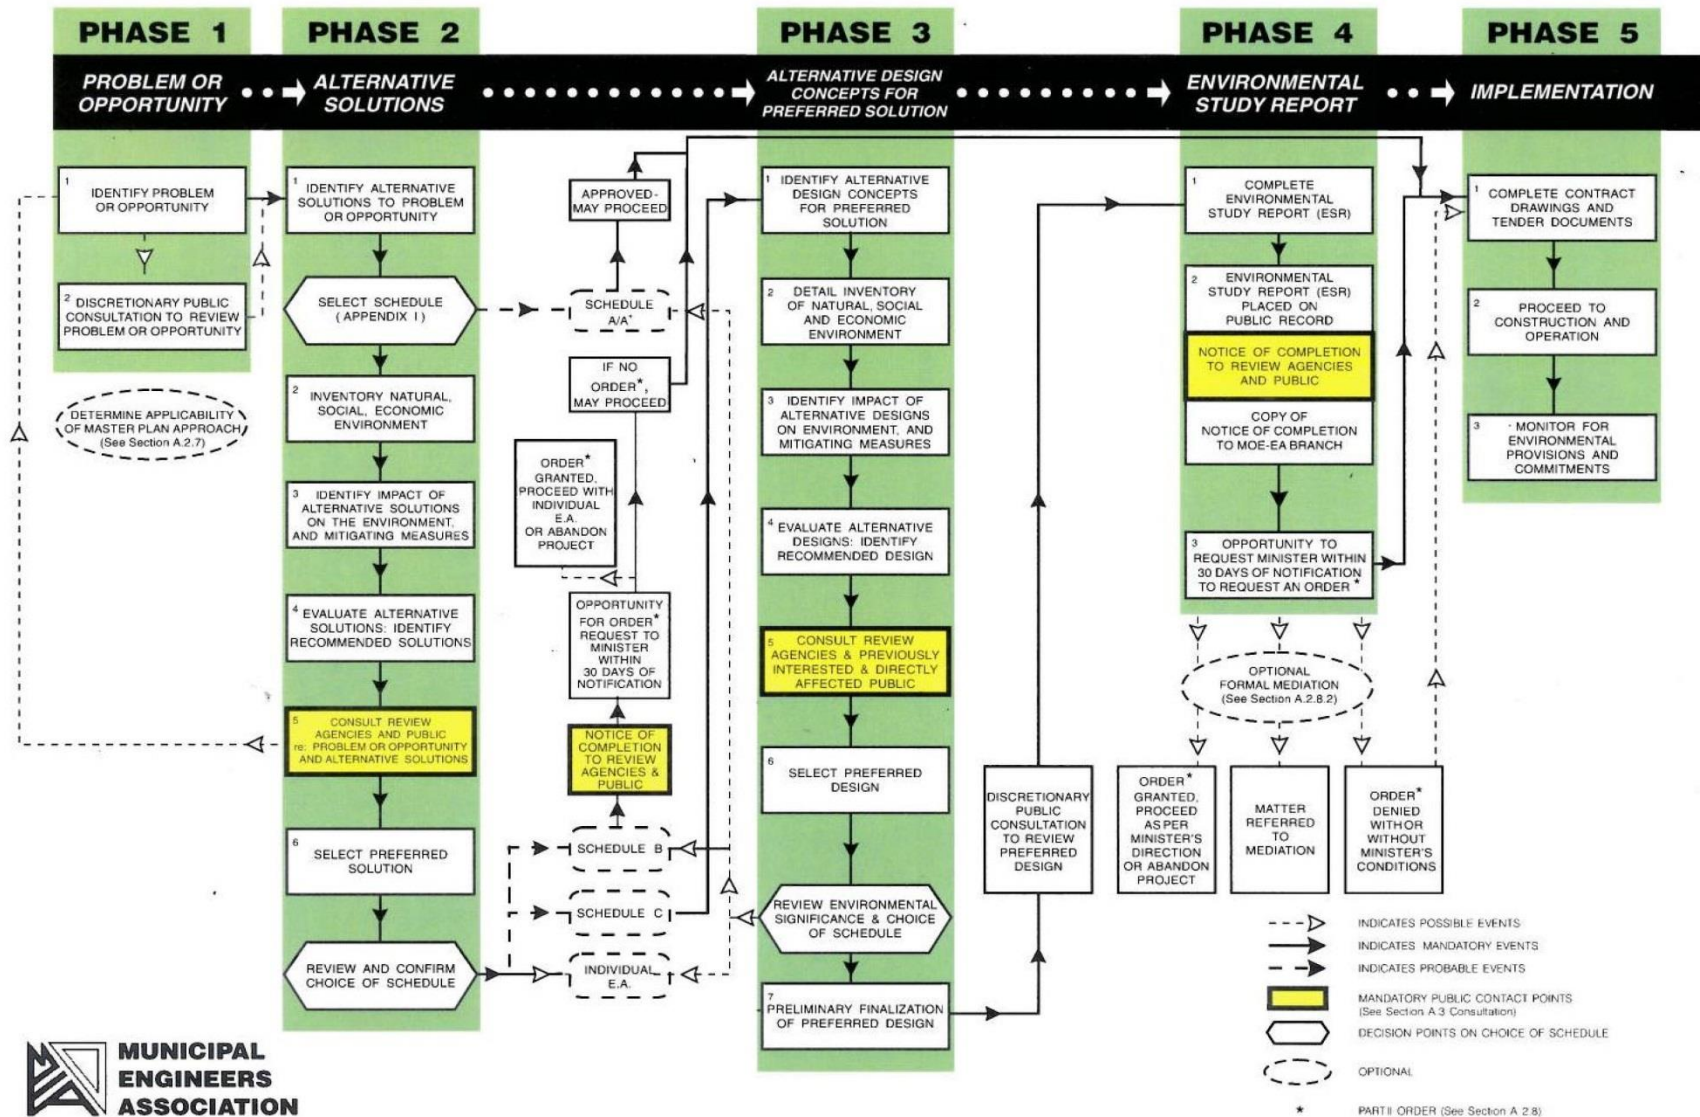 PHASE 1
PHASE 2
PHASE 3
PHASE 4
PHASE 5
PROBLEM OR
OPPORTUNITY
ALTERNATIVE
SOLUTIONS
ALTERNATIVE DESIGN
CONCEPTS FOR
PREFERRED SOLUTION
ENVIRONMENTAL
STUDY REPORT
IMPLEMENTATION
1
IDENTIFY PROBLEM
OR OPPORTUNITY
2
DISCRETIONARY PUBLIC
CONSULTATION TO REVIEW
PROBLEM OR OPPORTUNITY
DETERMINE APPLICABILITY
OF MASTER PLAN APPROACH
(See Section A.2.7)
1
IDENTIFY ALTERNATIVE
SOLUTIONS TO PROBLEM
OR OPPORTUNITY
SELECT SCHEDULE
(APPENDIX I)
2
INVENTORY NATURAL,
SOCIAL, ECONOMIC
ENVIRONMENT
3
IDENTIFY IMPACT OF
ALTERNATIVE SOLUTIONS
ON THE ENVIRONMENT,
AND MITIGATING MEASURES
4
EVALUATE ALTERNATIVE
SOLUTIONS: IDENTIFY
RECOMMENDED SOLUTIONS
5
CONSULT REVIEW
AGENCIES AND PUBLIC
re: PROBLEM OR OPPORTUNITY
AND ALTERNATIVE SOLUTIONS
6
SELECT PREFERRED
SOLUTION
REVIEW AND CONFIRM
CHOICE OF SCHEDULE
APPROVED-
MAY PROCEED
SCHEDULE
A/A+
IF NO
ORDER*,
MAY PROCEED
ORDER*
GRANTED,
PROCEED WITH
INDIVIDUAL
E.A.
OR ABANDON
PROJECT
OPPORTUNITY
FOR ORDER*
REQUEST TO
MINISTER
WITHIN
30 DAYS OF
NOTIFICATION
NOTICE OF
COMPLETION
TO REVIEW
AGENCIES &
PUBLIC
SCHEDULE B
SCHEDULE C
INDIVIDUAL
E.A.
1
IDENTIFY ALTERNATIVE
DESIGN CONCEPTS
FOR PREFERRED
SOLUTION
2
DETAIL INVENTORY
OF NATURAL, SOCIAL
AND ECONOMIC
ENVIRONMENT
3
IDENTIFY IMPACT OF
ALTERNATIVE DESIGNS
ON ENVIRONMENT, AND
MITIGATING MEASURES
4
EVALUATE ALTERNATIVE
DESIGNS: IDENTIFY
RECOMMENDED DESIGN
5
CONSULT REVIEW
AGENCIES & PREVIOUSLY
INTERESTED & DIRECTLY
AFFECTED PUBLIC
6
SELECT PREFERRED
DESIGN
REVIEW ENVIRONMENTAL
SIGNIFICANCE & CHOICE
OF SCHEDULE
7
PRELIMINARY FINALIZATION
OF PREFERRED DESIGN
DISCRETIONARY
PUBLIC
CONSULTATION
TO REVIEW
PREFERRED
DESIGN
1
COMPLETE
ENVIRONMENTAL
STUDY REPORT (ESR)
2
ENVIRONMENTAL
STUDY REPORT (ESR)
PLACED ON
PUBLIC RECORD
NOTICE OF COMPLETION
TO REVIEW AGENCIES
AND PUBLIC
COPY OF
NOTICE OF COMPLETION
TO MOE-EA BRANCH
3
OPPORTUNITY TO
REQUEST MINISTER WITHIN
30 DAYS OF NOTIFICATION
TO REQUEST AN ORDER*
OPTIONAL
FORMAL MEDIATION
(See Section A.2.8.2)
ORDER*
GRANTED,
PROCEED
AS PER
MINISTER'S
DIRECTION
OR ABANDON
PROJECT
MATTER
REFERRED
TO
MEDIATION
ORDER*
DENIED
WITH OR
WITHOUT
MINISTER'S
CONDITIONS
1
COMPLETE CONTRACT
DRAWINGS AND
TENDER DOCUMENTS
2
PROCEED TO
CONSTRUCTION AND
OPERATION
3
MONITOR FOR
ENVIRONMENTAL
PROVISIONS AND
COMMITMENTS
INDICATES POSSIBLE EVENTS
INDICATES MANDATORY EVENTS
INDICATES PROBABLE EVENTS
MANDATORY PUBLIC CONTACT POINTS
(See Section A.3 Consultation)
DECISION POINTS ON CHOICE OF SCHEDULE
OPTIONAL
* PART II ORDER (See Section A.2.8)
MUNICIPAL
ENGINEERS
ASSOCIATION